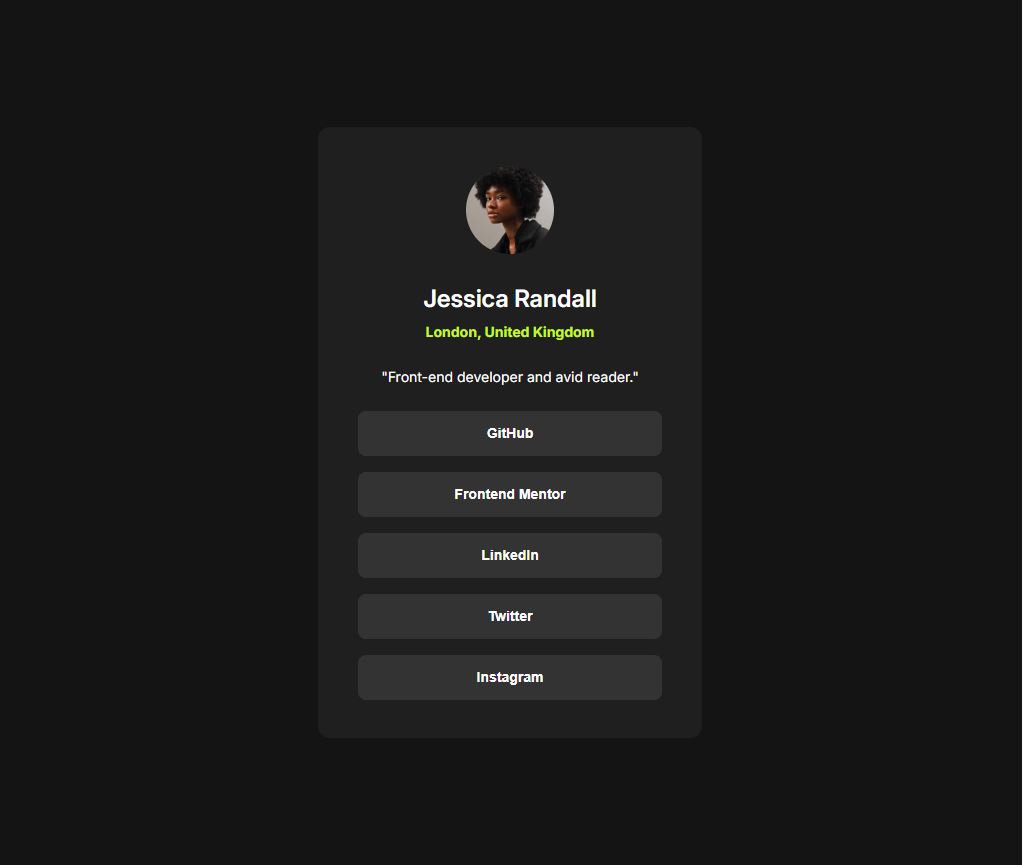 Jessica Randall
London, United Kingdom
"Front-end developer and avid reader."
GitHub
Frontend Mentor
LinkedIn
Twitter
Instagram